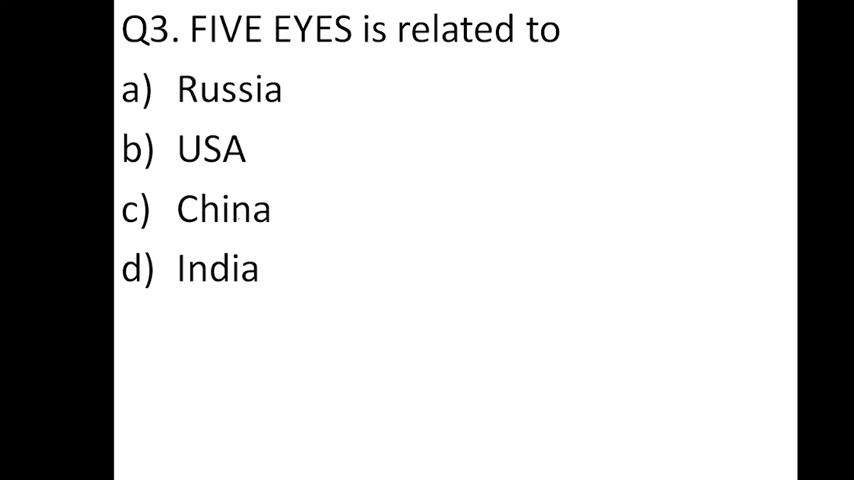 Q3. FIVE EYES is related to
a) Russia
b) USA
c) China
d) India